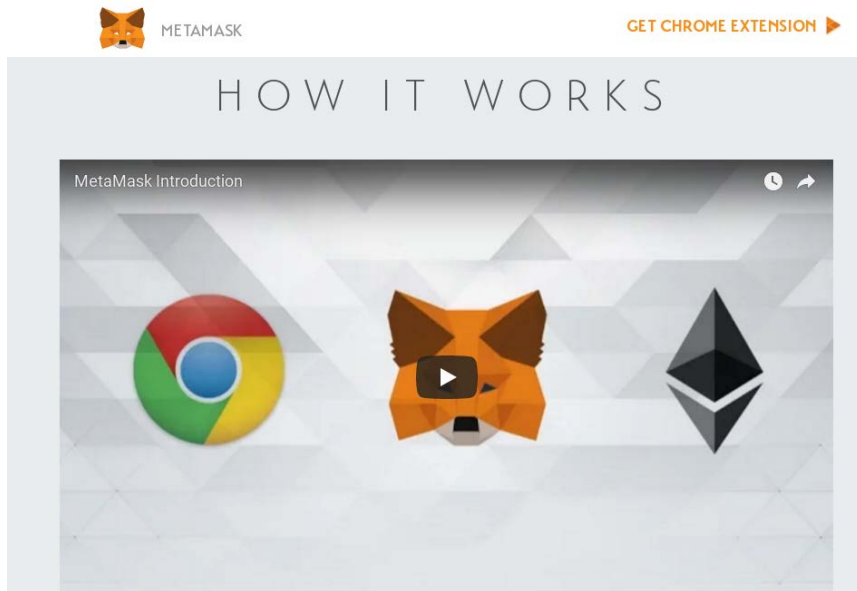 METAMASK
GET CHROME EXTENSION
HOW IT WORKS
MetaMask Introduction